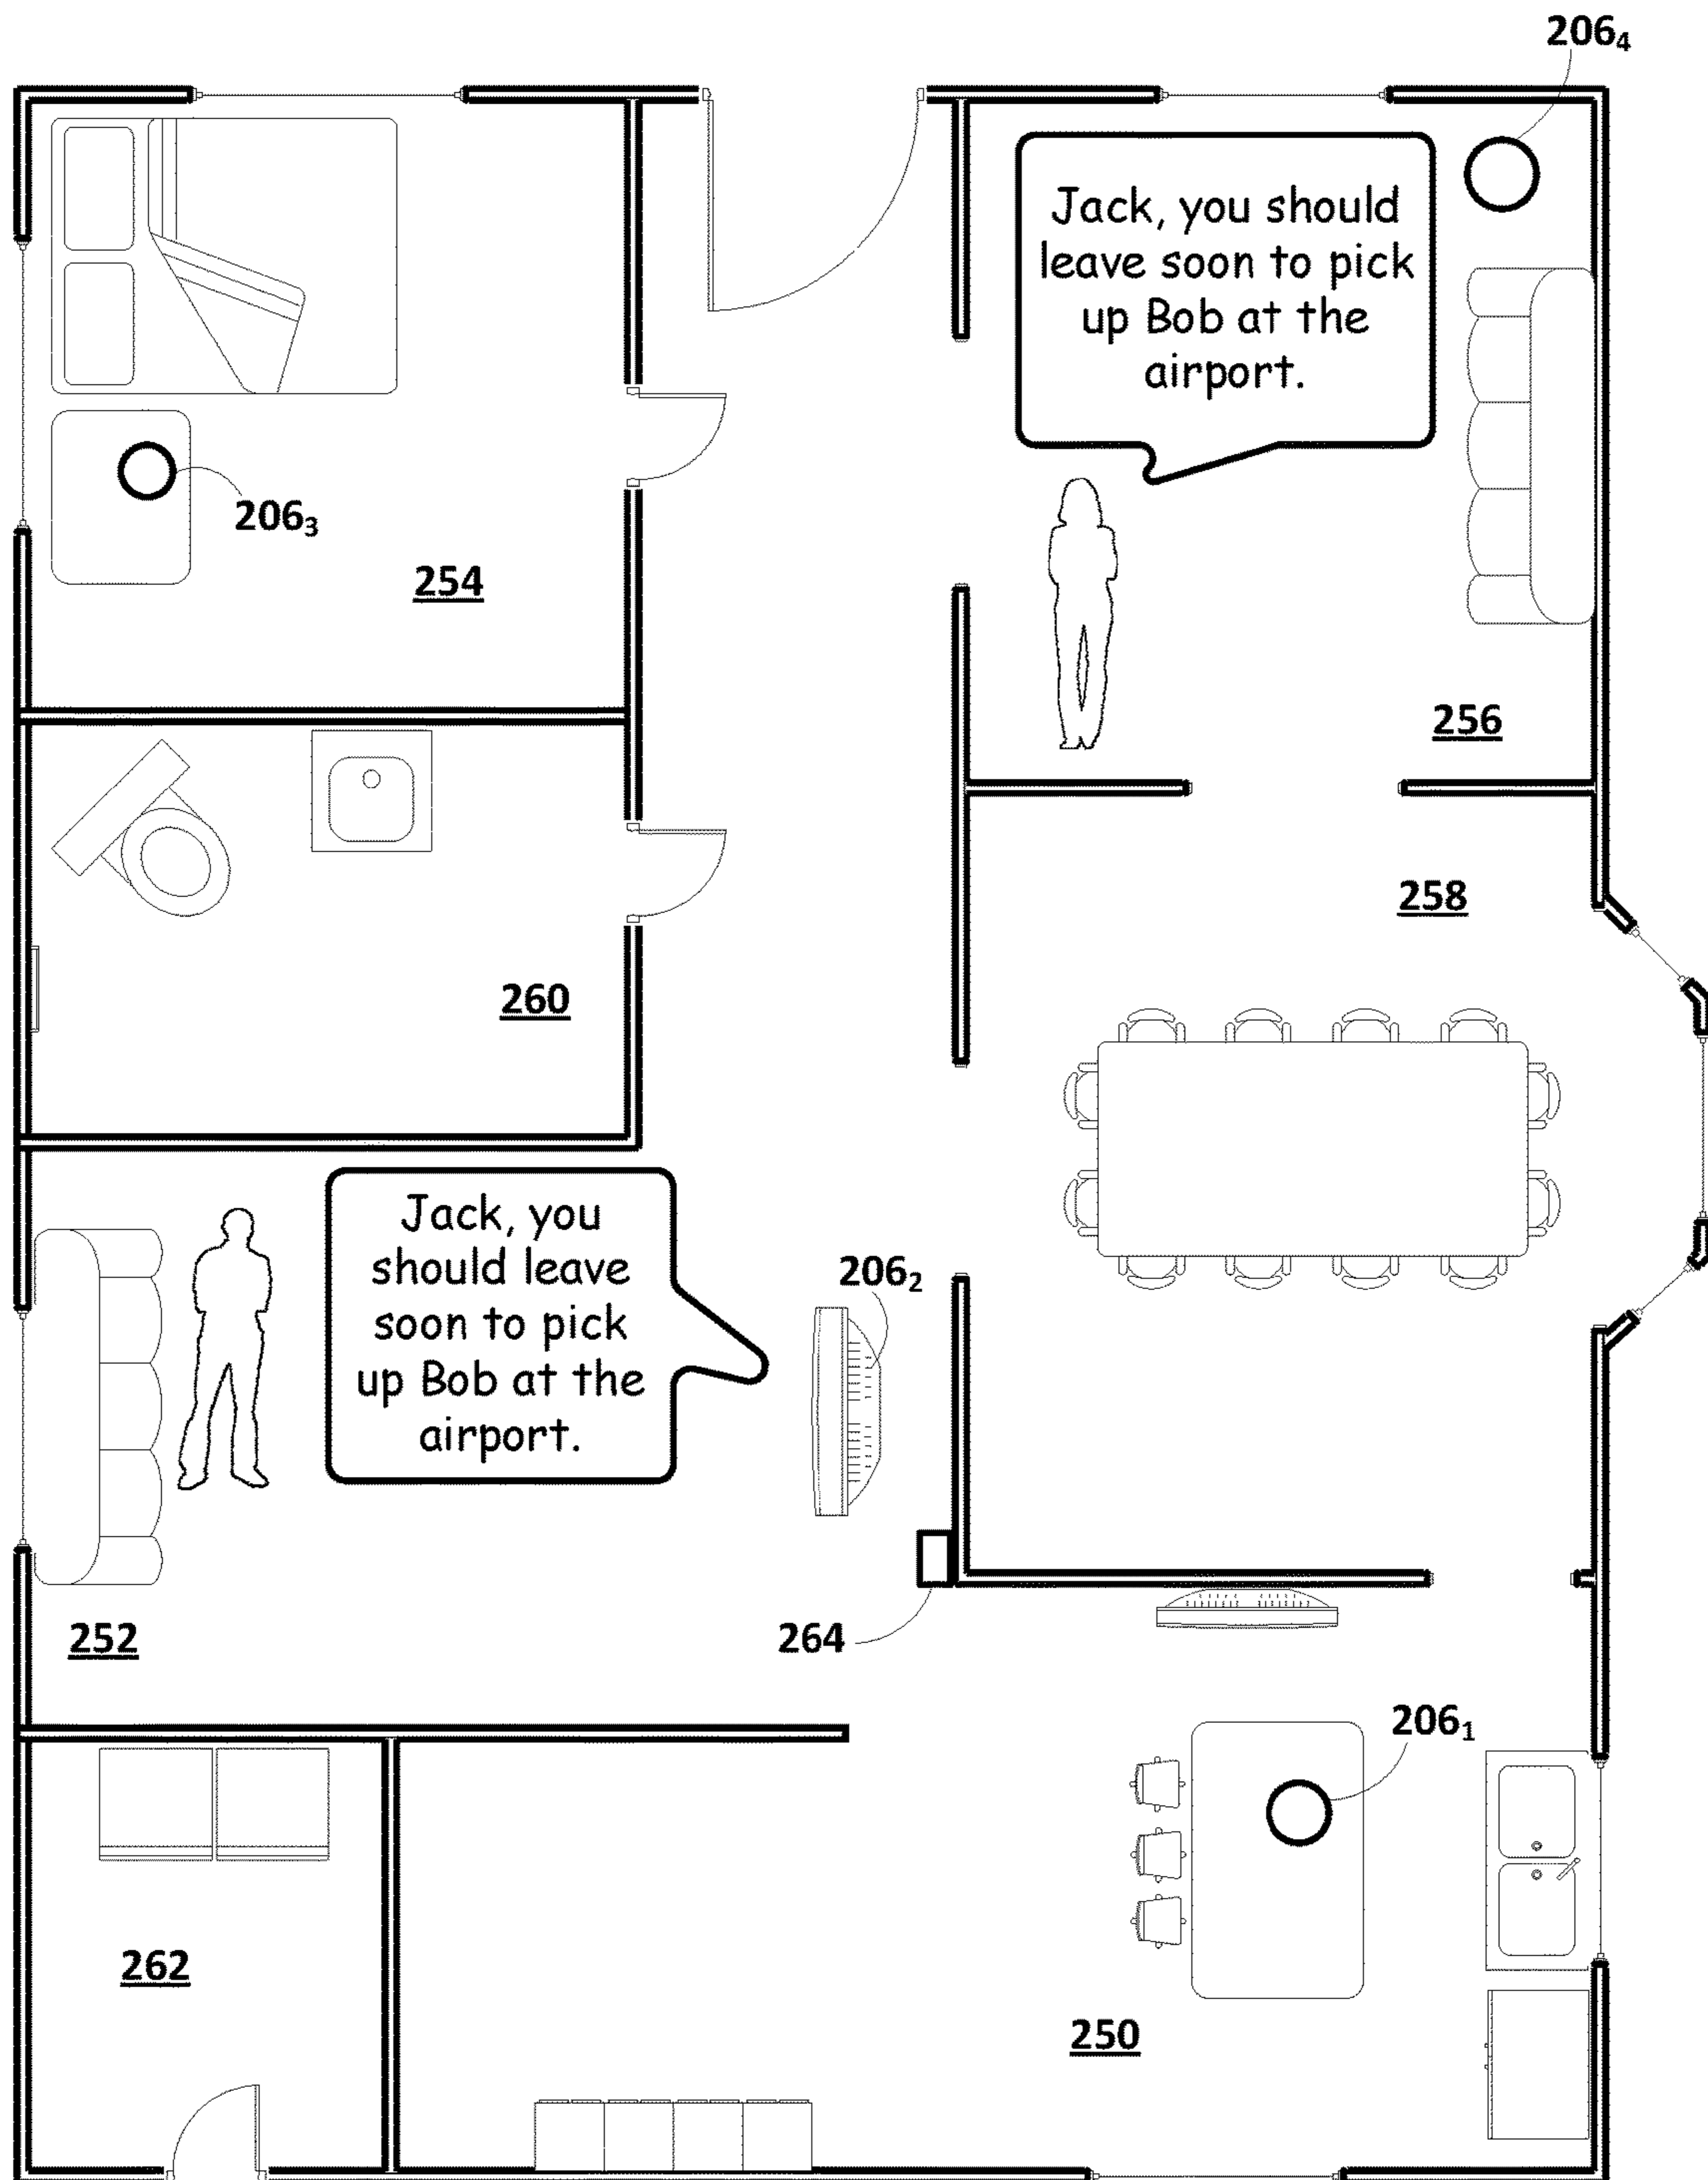 206₄
Jack, you should
leave soon to pick
up Bob at the
airport.
206₃
254
256
258
260
Jack, you
should leave
soon to pick
up Bob at the
airport.
206₂
252
264
206₁
262
250